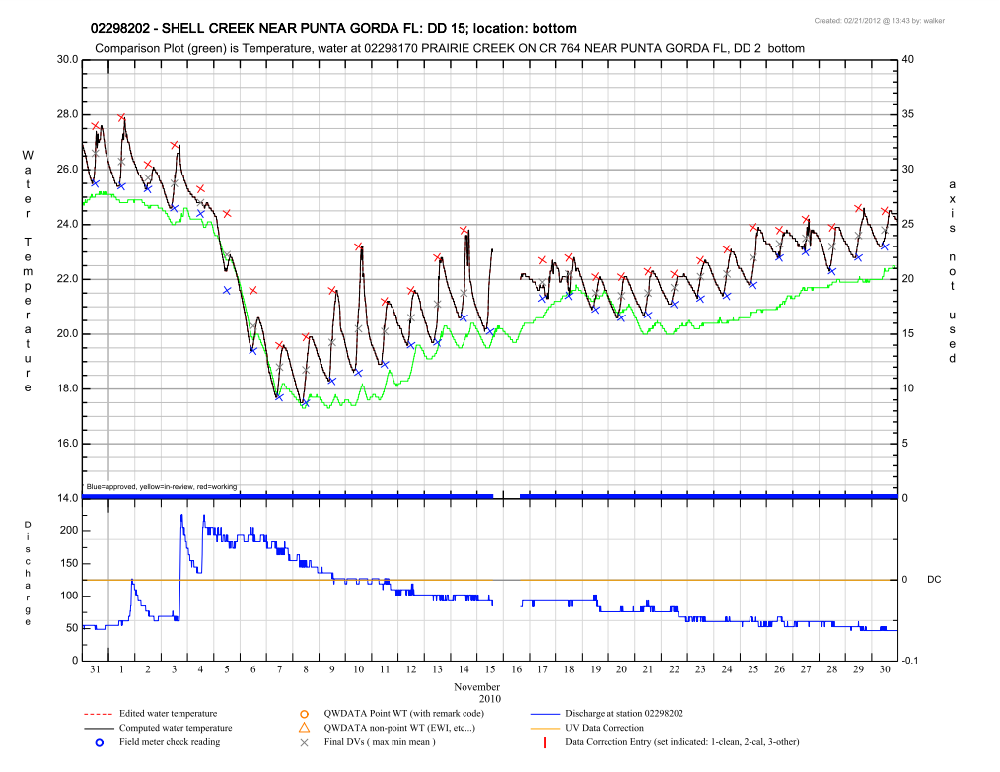 Created: 02/21/2012 @ 13:43 by: walker
02298202 - SHELL CREEK NEAR PUNTA GORDA FL: DD 15; location: bottom
Comparison Plot (green) is Temperature, water at 02298170 PRAIRIE CREEK ON CR 764 NEAR PUNTA GORDA FL, DD 2 bottom
30.0
28.0
26.0
24.0
22.0
20.0
18.0
16.0
14.0
Water Temperature
40
35
30
25
20
15
10
5
0
axis not used
Blue=approved, yellow=in-review, red=working
200
150
100
50
0
Discharge
0
-0.1
DC
31 1 2 3 4 5 6 7 8 9 10 11 12 13 14 15 16 17 18 19 20 21 22 23 24 25 26 27 28 29 30
November
2010
Edited water temperature
Computed water temperature
Field meter check reading
QWDATA Point WT (with remark code)
QWDATA non-point WT (EWI, etc...)
Final DVs ( max min mean )
Discharge at station 02298202
UV Data Correction
Data Correction Entry (set indicated: 1-clean, 2-cal, 3-other)